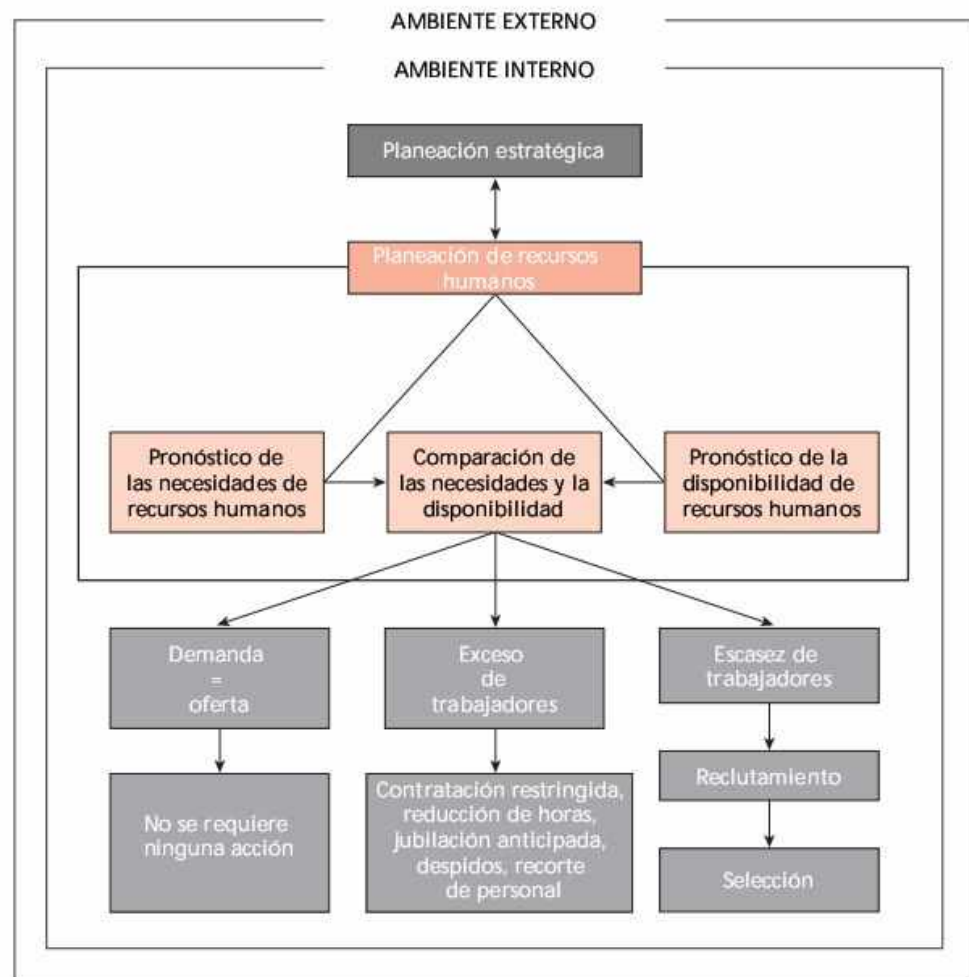 AMBIENTE EXTERNO
AMBIENTE INTERNO
Planeación estratégica
Planeación de recursos
humanos
Pronóstico de
las necesidades de
recursos humanos
Comparación de
las necesidades y la
disponibilidad
Pronóstico de la
disponibilidad de
recursos humanos
Demanda
=
oferta
Exceso
de
trabajadores
Escasez de
trabajadores
No se requiere
ninguna acción
Contratación restringida,
reducción de horas,
jubilación anticipada,
despidos, recorte
de personal
Reclutamiento
Selección